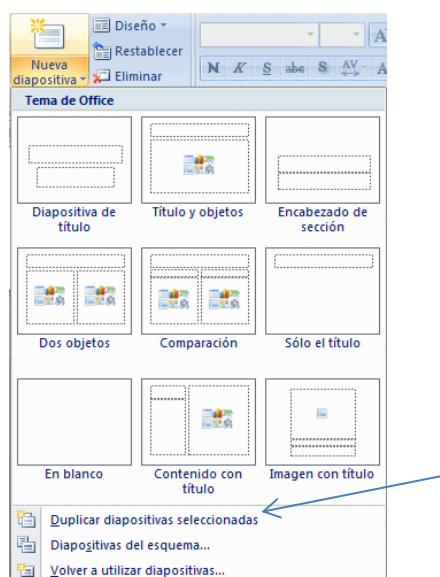 Nueva
diapositiva
Diseño
Restablecer
Eliminar
N K S abe S AV A
A
Tema de Office
Diapositiva de
título
Título y objetos
Encabezado de
sección
Dos objetos
Comparación
Sólo el título
En blanco
Contenido con
título
Imagen con título
Duplicar diapositivas seleccionadas
Diapositivas del esquema...
Volver a utilizar diapositivas...